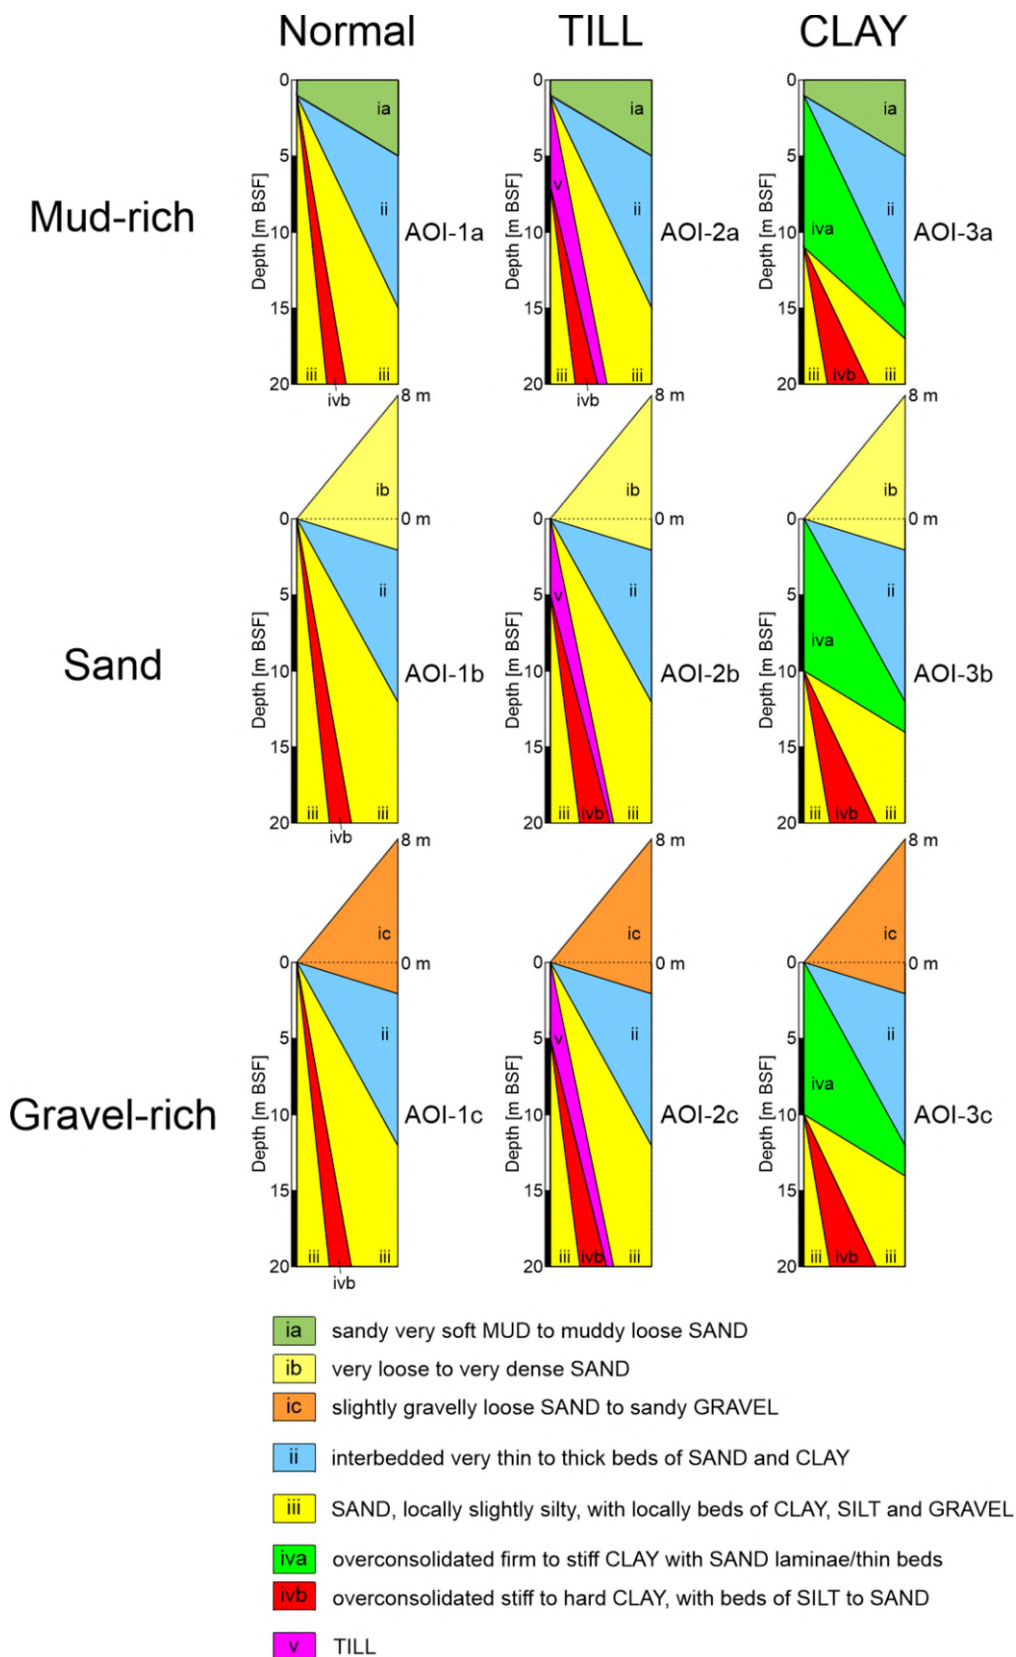 Normal TILL CLAY
0 0 0
ia ia ia
5 5 5
v
Mud-rich ii ii ii
Depth [m BSF] 10 AOI-1a Depth [m BSF] 10 AOI-2a Depth [m BSF] 10 iva AOI-3a
15 15 15
iii iii iii iii iii ivb iii
20 20 20
ivb ivb
8 m 8 m 8 m
ib ib ib
0 0 m 0 0 m 0 0 m
ii ii ii
5 5 v 5
iva
Sand Depth [m BSF] 10 AOI-1b Depth [m BSF] 10 AOI-2b Depth [m BSF] 10 AOI-3b
15 15 15
iii iii iii ivb iii iii ivb iii
20 20 20
ivb
8 m 8 m 8 m
ic ic ic
0 0 m 0 0 m 0 0 m
ii ii ii
5 5 v 5
iva
Gravel-rich Depth [m BSF] 10 AOI-1c Depth [m BSF] 10 AOI-2c Depth [m BSF] 10 AOI-3c
15 15 15
iii iii iii ivb iii iii ivb iii
20 20 20
ivb
ia sandy very soft MUD to muddy loose SAND
ib very loose to very dense SAND
ic slightly gravelly loose SAND to sandy GRAVEL
ii interbedded very thin to thick beds of SAND and CLAY
iii SAND, locally slightly silty, with locally beds of CLAY, SILT and GRAVEL
iva overconsolidated firm to stiff CLAY with SAND laminae/thin beds
ivb overconsolidated stiff to hard CLAY, with beds of SILT to SAND
v TILL